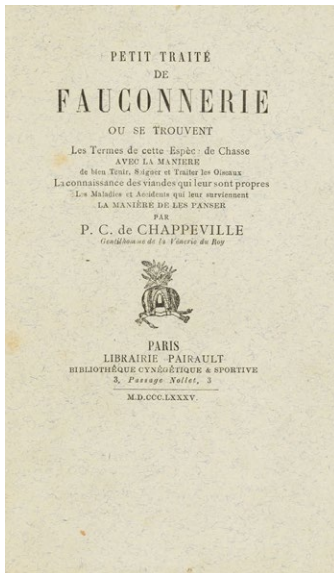 PETIT TRAITÉ
DE
FAUCONNERIE
OU SE TROUVENT
Les Termes de cette Espèc: de Chasse
AVEC LA MANIERE
de bien Tenir, Soigner et Traiter les Oiseaux
La connaissance des viandes qui leur sont propres
Les Maladies et Accidents qui leur surviennent
LA MANIÈRE DE LES PANSER
PAR
P. C. de CHAPPEVILLE
Gentilhomme de la Vénerie du Roy
PARIS
LIBRAIRIE PAIRAULT
BIBLIOTHÈQUE CYNÉGÉTIQUE & SPORTIVE
3, Passage Nollet, 3
M.D.CCC.LXXXV